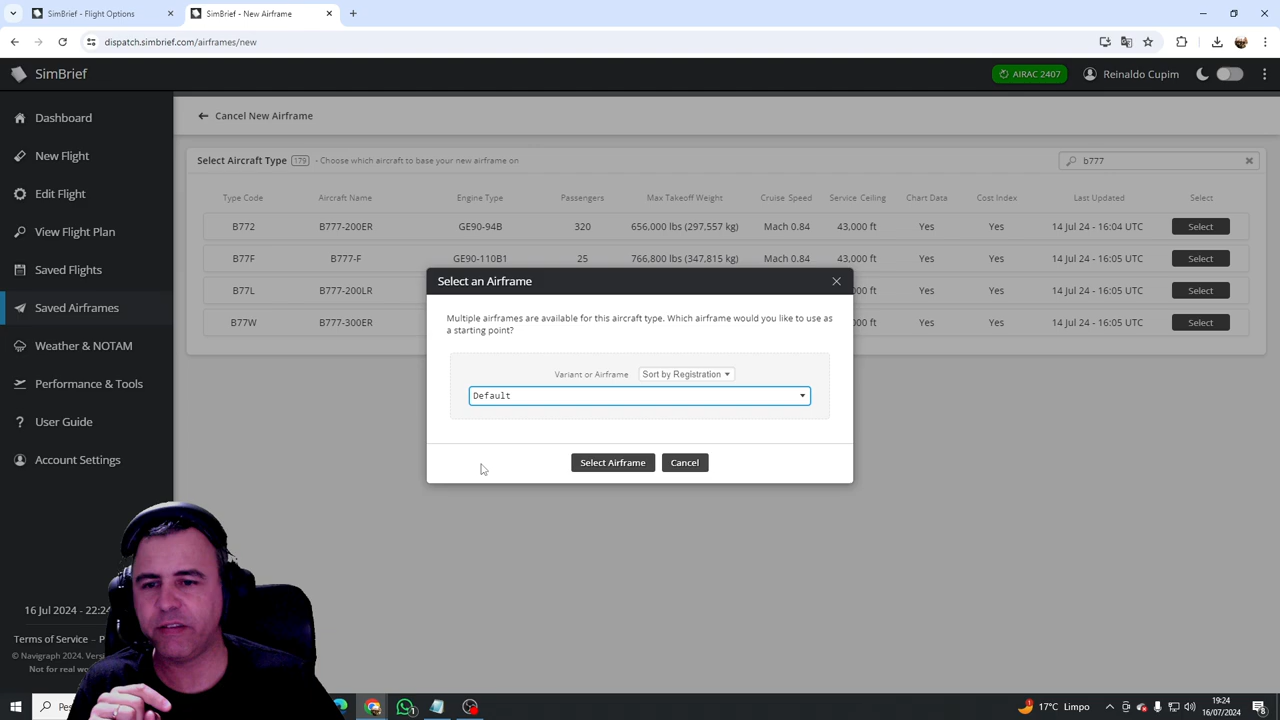 SimBrief - Flight Options
SimBrief - New Airframe
dispatch.simbrief.com/airframes/new
SimBrief
AIRAC 2407
Reinaldo Cupim
Dashboard
New Flight
Edit Flight
View Flight Plan
Saved Flights
Saved Airframes
Weather & NOTAM
Performance & Tools
User Guide
Account Settings
16 Jul 2024 - 22:24
Terms of Service – P
© Navigraph 2024
Not for real wo
Cancel New Airframe
Select Aircraft Type 179 - Choose which aircraft to base your new airframe on
b777
Type Code Aircraft Name Engine Type Passengers Max Takeoff Weight Cruise Speed Service Ceiling Chart Data Cost Index Last Updated Select
B772 B777-200ER GE90-94B 320 656,000 lbs (297,557 kg) Mach 0.84 43,000 ft Yes Yes 14 Jul 24 - 16:04 UTC Select
B77F B777-F GE90-110B1 25 766,800 lbs (347,815 kg) Mach 0.84 43,000 ft Yes Yes 14 Jul 24 - 16:05 UTC Select
B77L B777-200LR 00 ft Yes Yes 14 Jul 24 - 16:05 UTC Select
B77W B777-300ER 00 ft Yes Yes 14 Jul 24 - 16:05 UTC Select
Select an Airframe
Multiple airframes are available for this aircraft type. Which airframe would you like to use as
a starting point?
Variant or Airframe Sort by Registration
Default
Select Airframe Cancel
Pe
17°C Limpo
19:24
16/07/2024
8